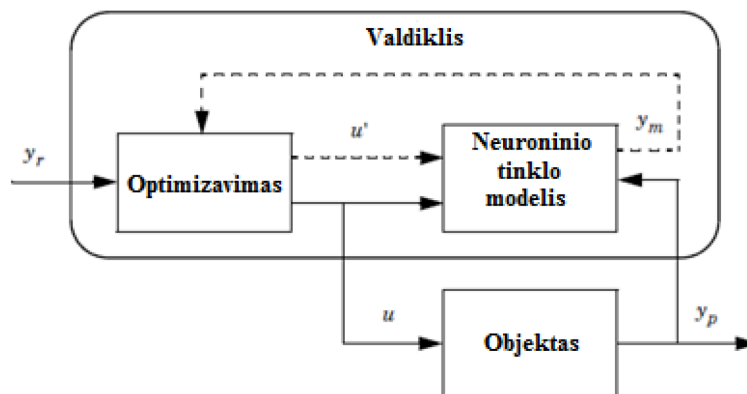 Valdiklis
y_r
Optimizavimas
u'
Neuroninio
tinklo
modelis
y_m
u
Objektas
y_p